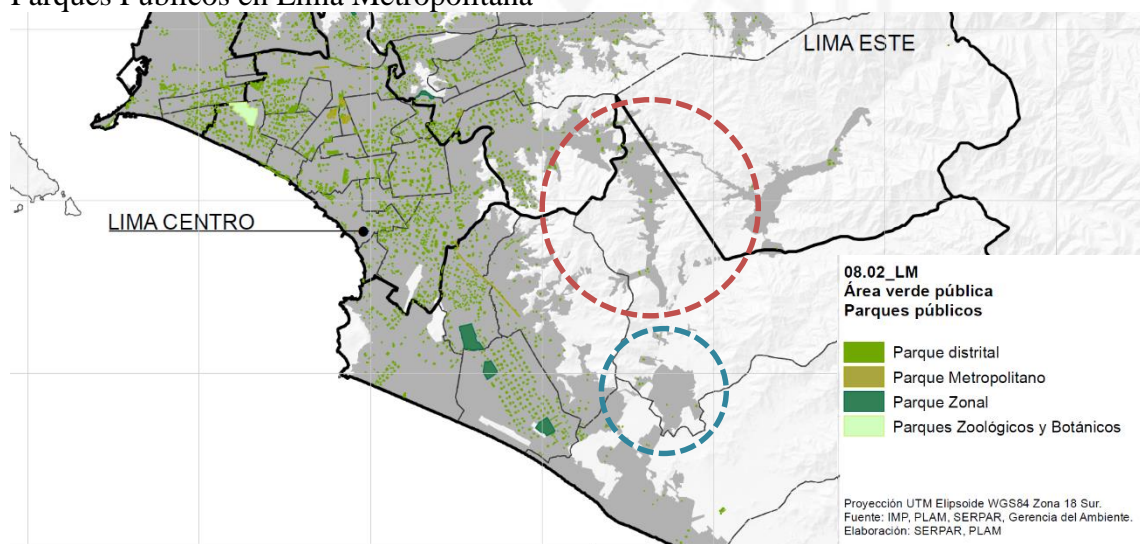 Parques Públicos en Lima Metropolitana
LIMA ESTE
LIMA CENTRO
08.02_LM
Área verde pública
Parques públicos
Parque distrital
Parque Metropolitano
Parque Zonal
Parques Zoológicos y Botánicos
Proyección UTM Elipsoide WGS84 Zona 18 Sur.
Fuente: IMP, PLAM, SERPAR, Gerencia del Ambiente.
Elaboración: SERPAR, PLAM